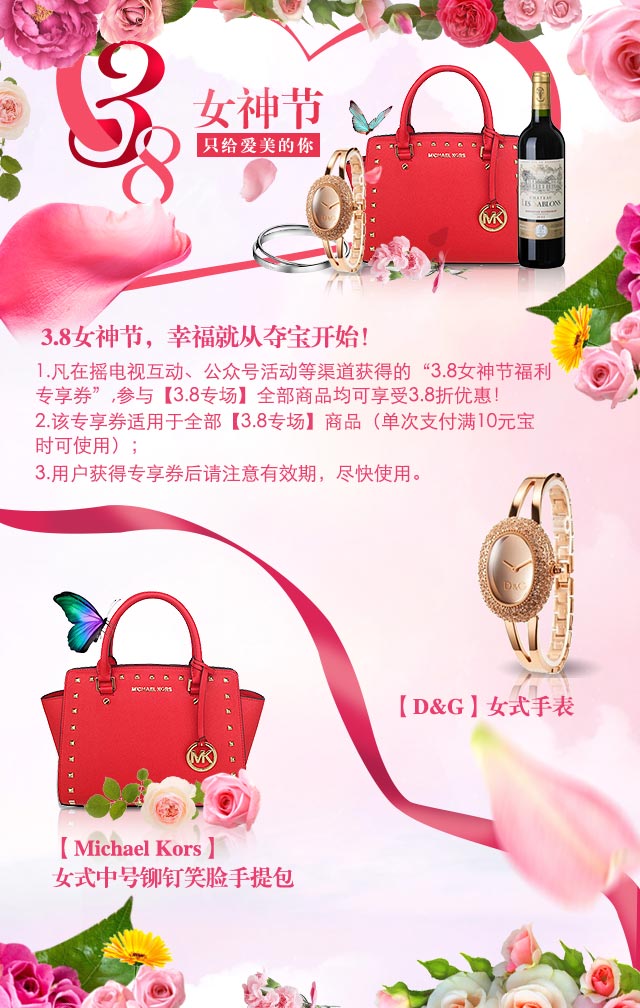 3.8
女神节
只给爱美的你
MICHAEL KORS
MK
CHATEAU
LES SABLONS
3.8女神节，幸福就从夺宝开始！
1.凡在摇电视互动、公众号活动等渠道获得的“3.8女神节福利
专享券”,参与【3.8专场】全部商品均可享受3.8折优惠！
2.该专享券适用于全部【3.8专场】商品（单次支付满10元宝
时可使用）；
3.用户获得专享券后请注意有效期，尽快使用。
D&G
【D&G】女式手表
MICHAEL KORS
MK
【Michael Kors】
女式中号铆钉笑脸手提包